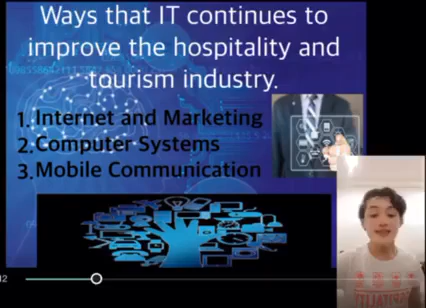 Ways that IT continues to
improve the hospitality and
tourism industry.
1. Internet and Marketing
2. Computer Systems
3. Mobile Communication